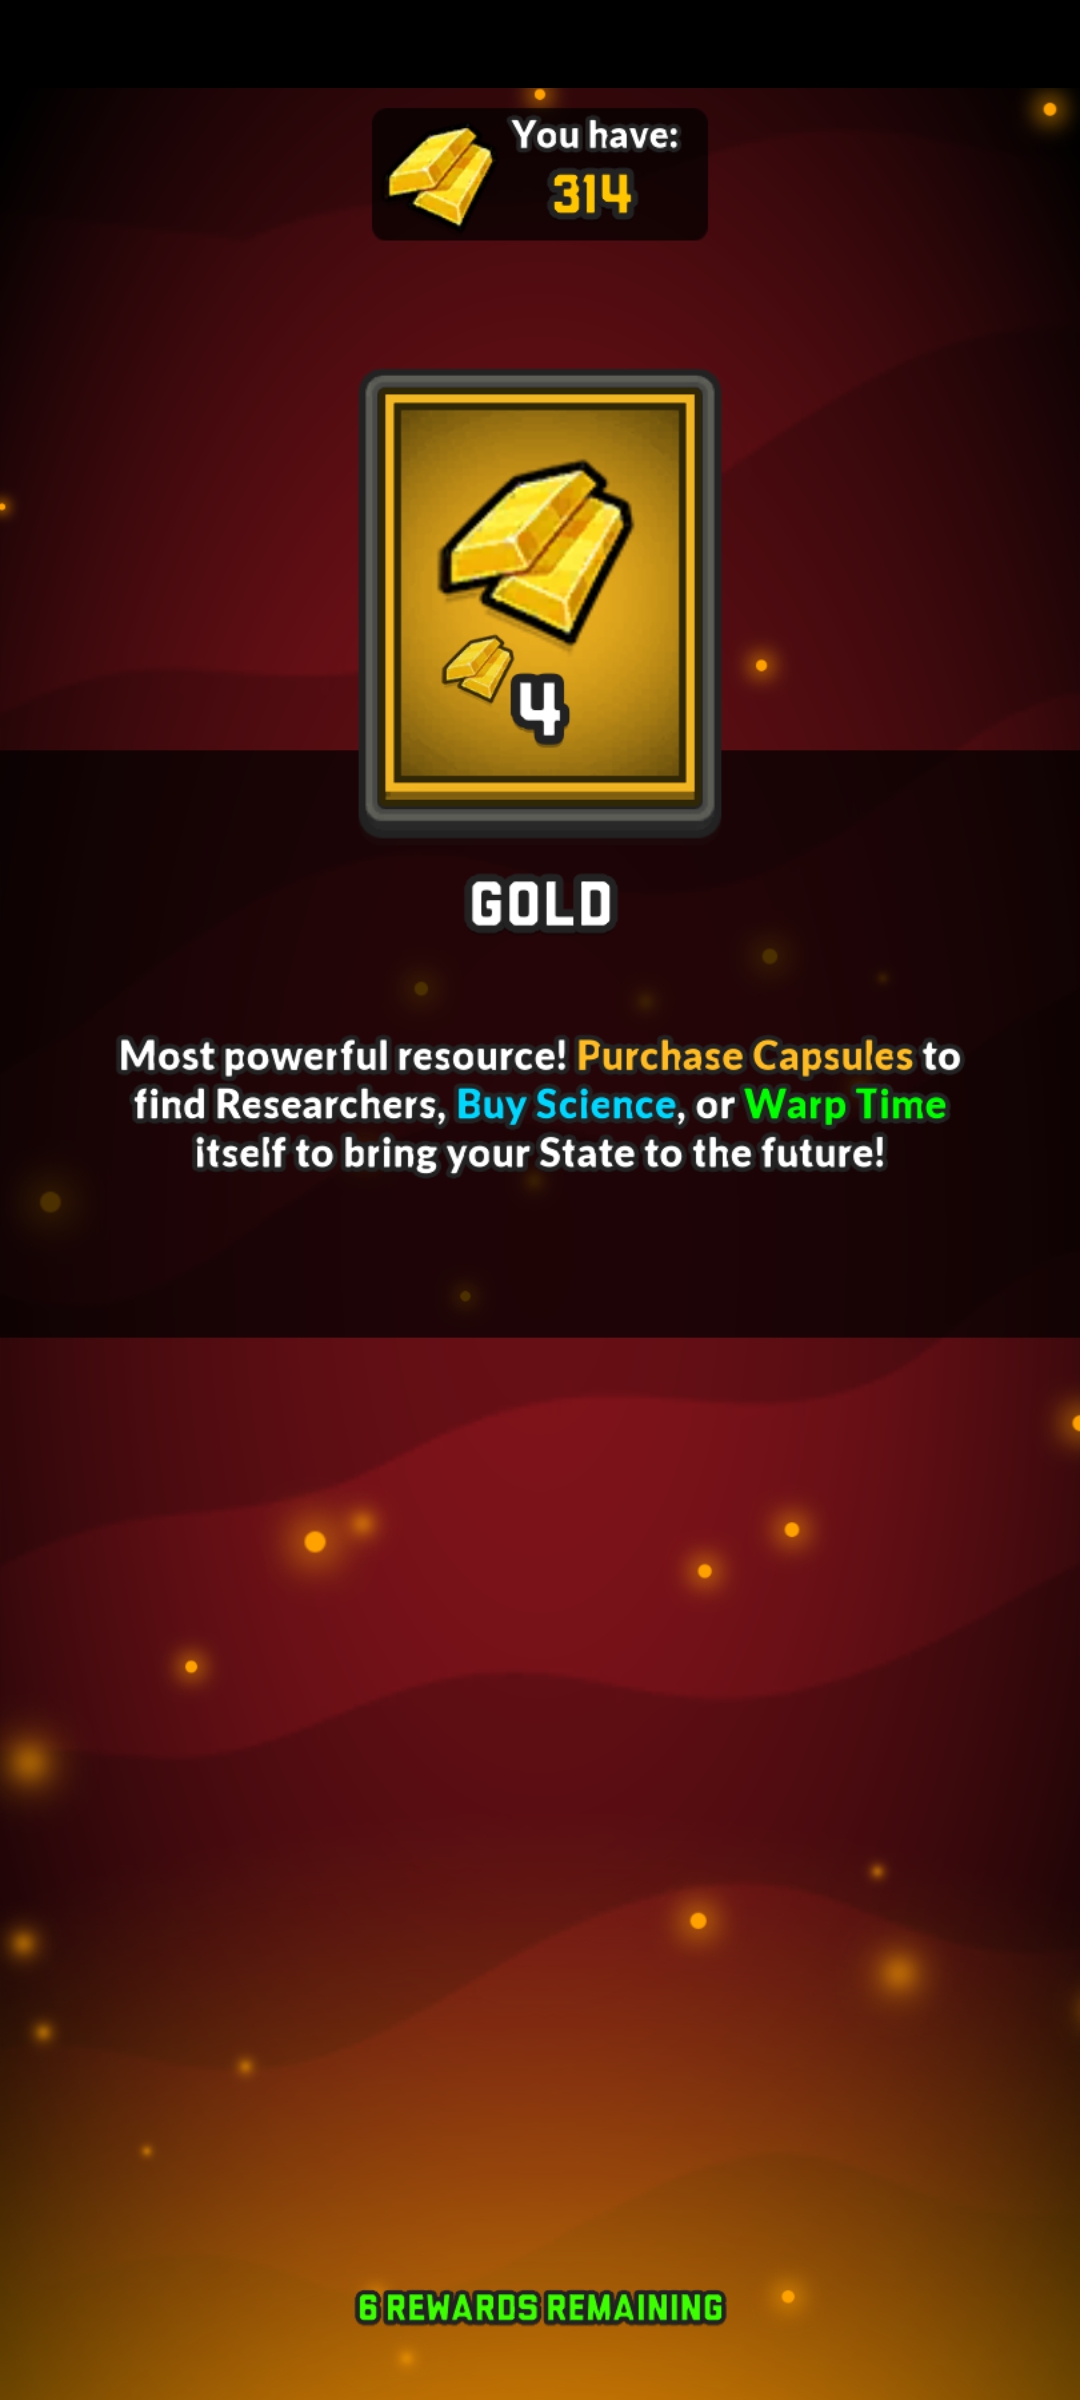 You have:
314
4
GOLD
Most powerful resource! Purchase Capsules to
find Researchers, Buy Science, or Warp Time
itself to bring your State to the future!
6 REWARDS REMAINING